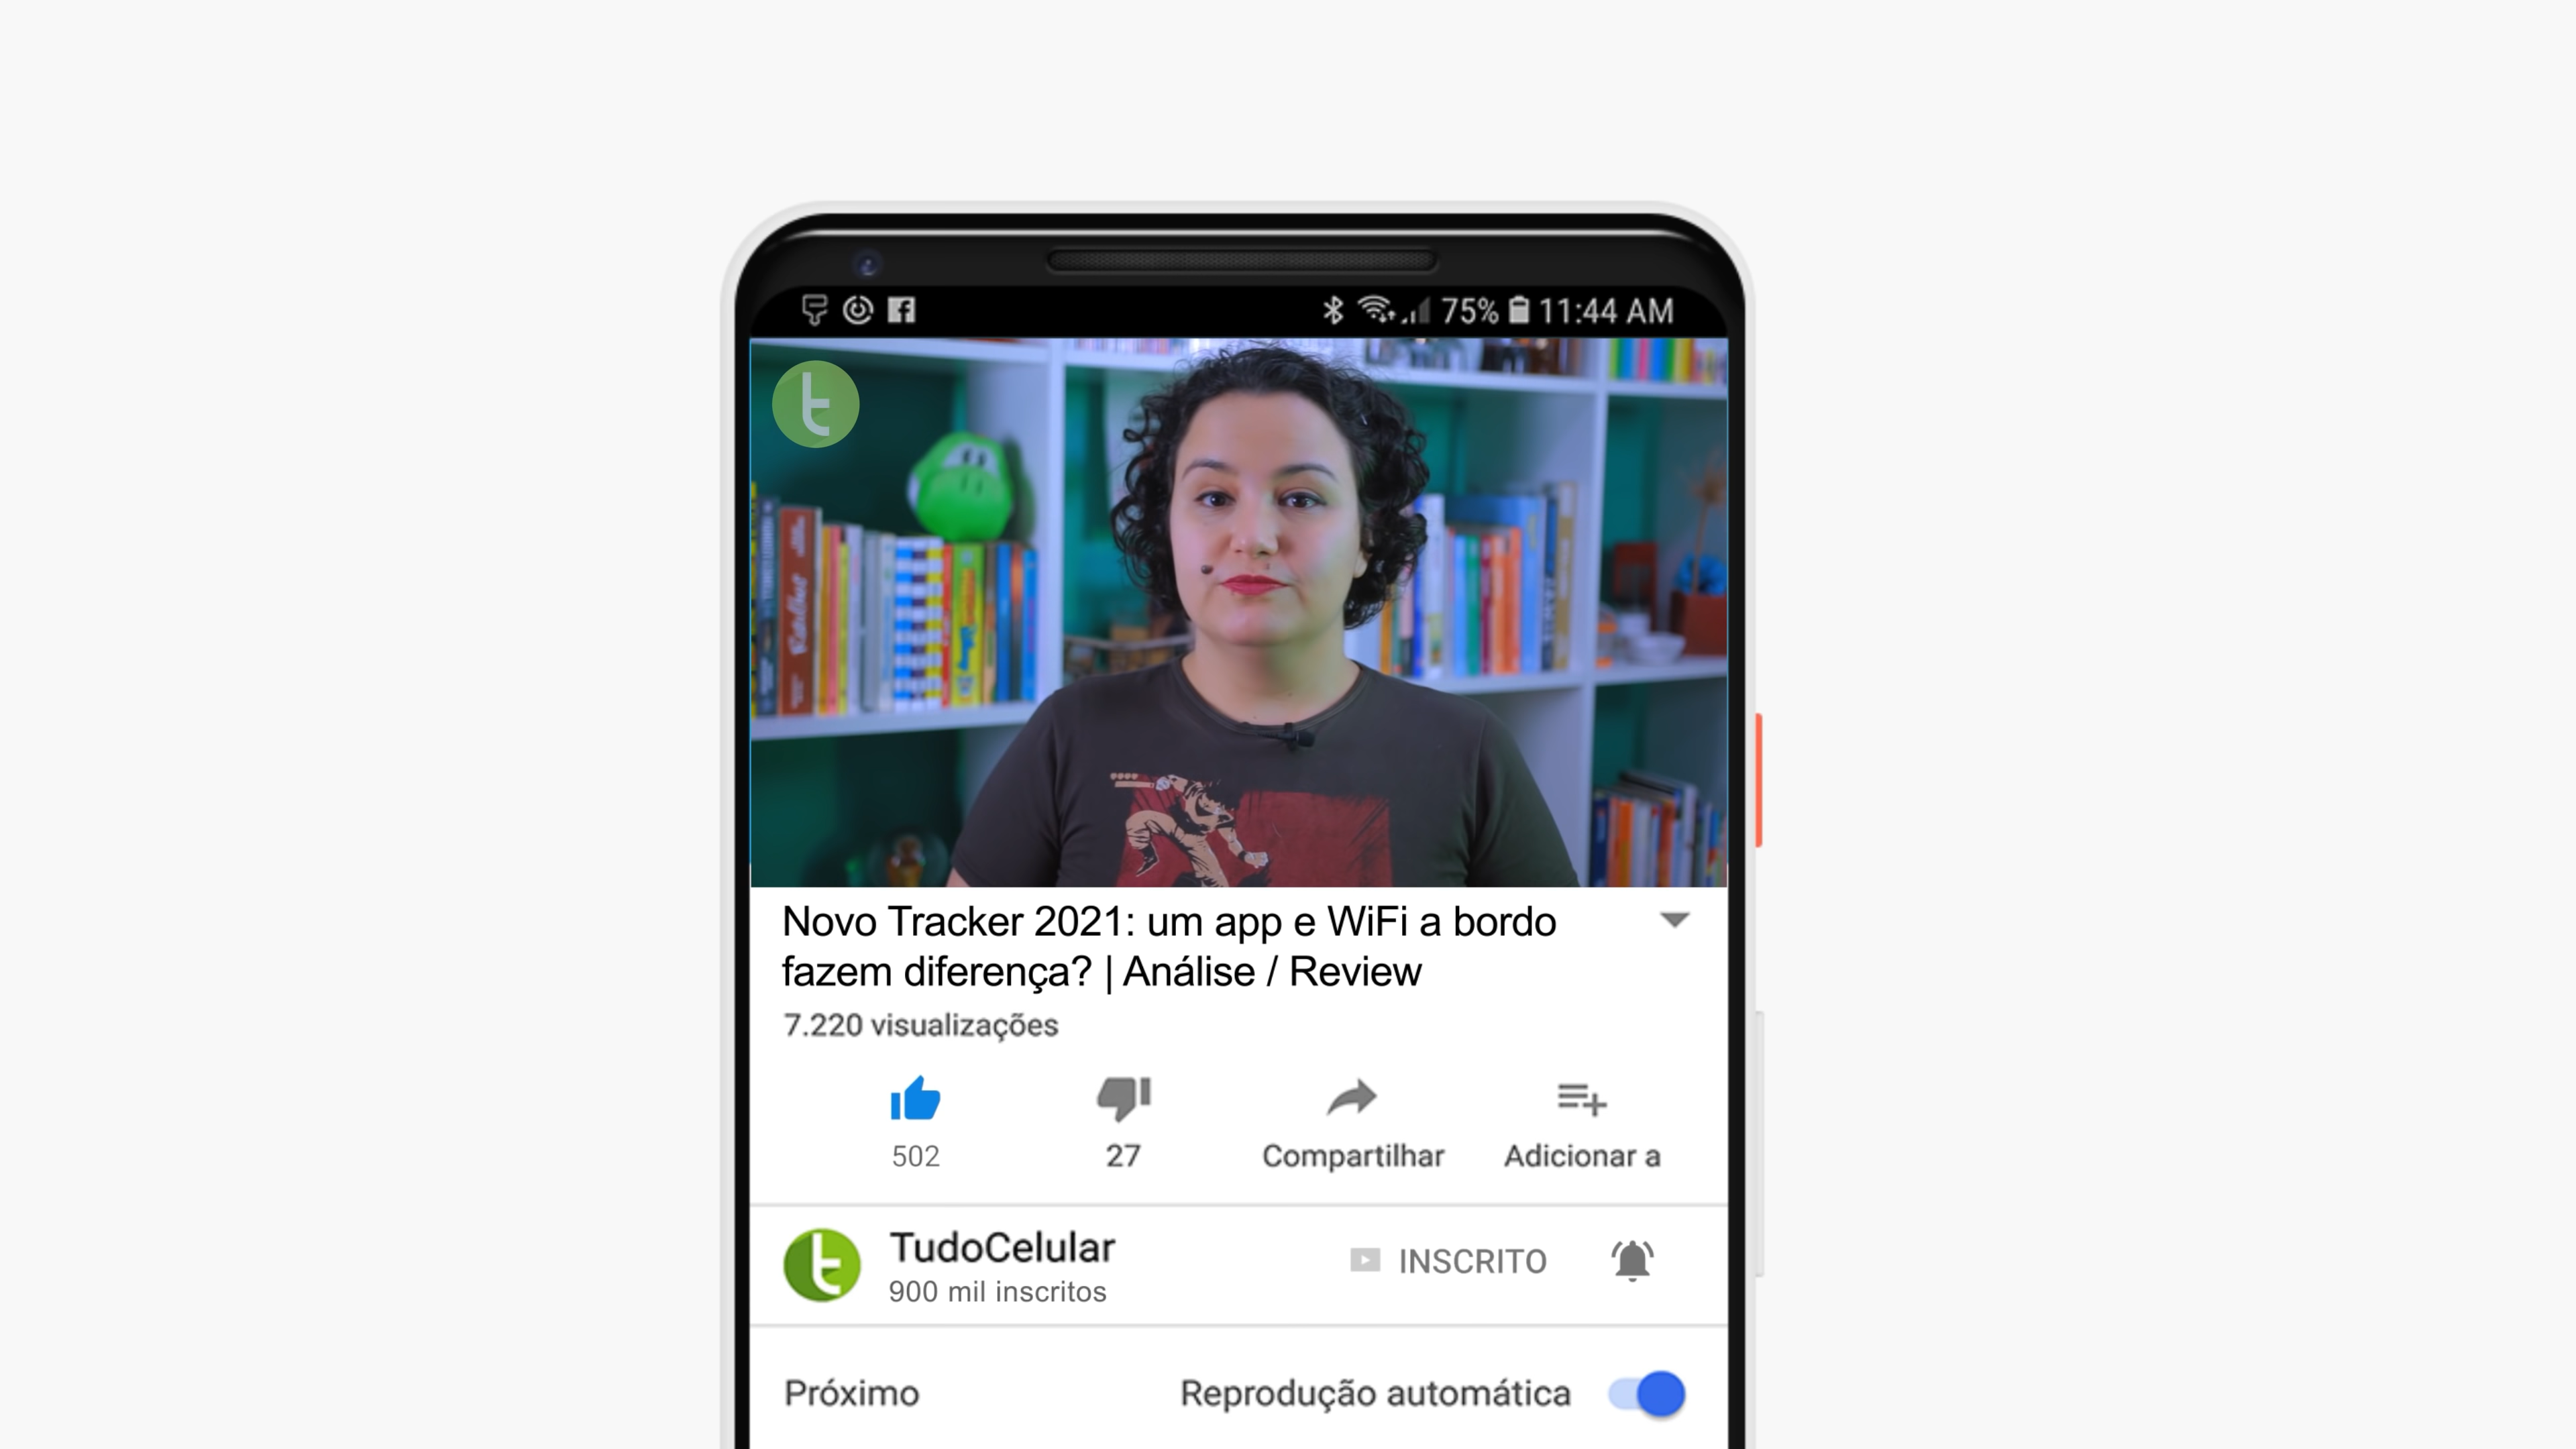 75% 11:44 AM
Novo Tracker 2021: um app e WiFi a bordo
fazem diferença? | Análise / Review
7.220 visualizações
502
27
Compartilhar
Adicionar a
TudoCelular
900 mil inscritos
INSCRITO
Próximo
Reprodução automática